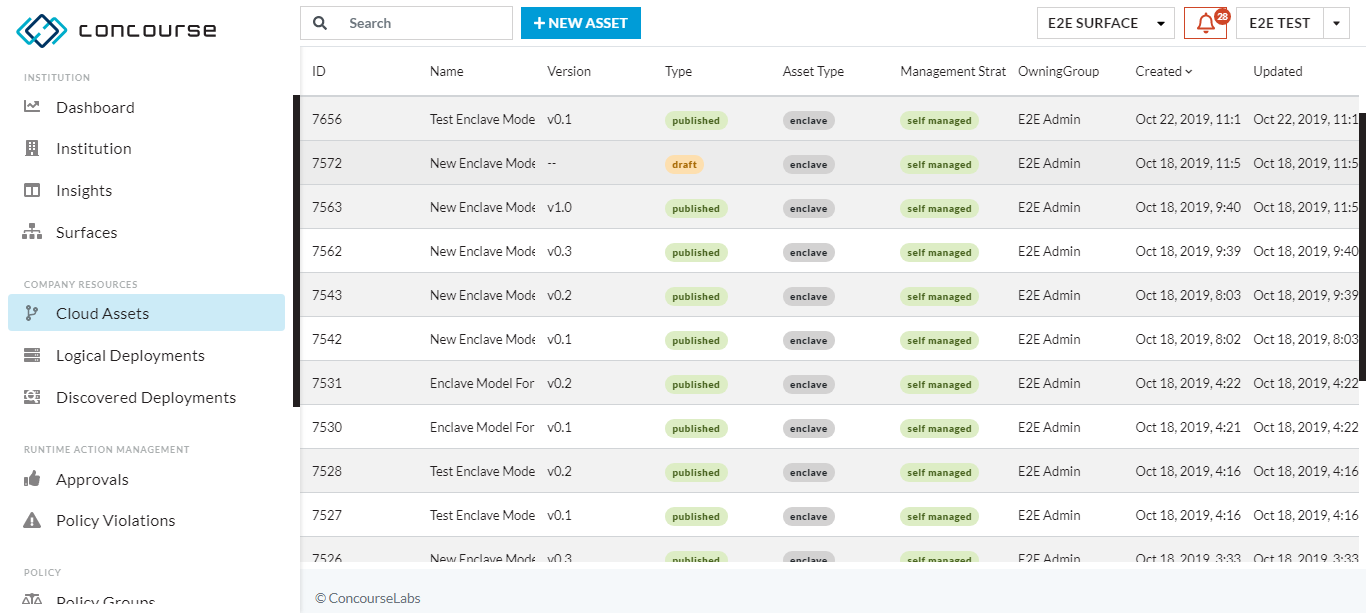 concourse
Search
NEW ASSET
E2E SURFACE
28
E2E TEST
INSTITUTION
Dashboard
Institution
Insights
Surfaces
COMPANY RESOURCES
Cloud Assets
Logical Deployments
Discovered Deployments
RUNTIME ACTION MANAGEMENT
Approvals
Policy Violations
POLICY
Policy Groups
ID Name Version Type Asset Type Management Strat OwningGroup Created Updated
7656 Test Enclave Mode v0.1 published enclave self managed E2E Admin Oct 22, 2019, 11:1 Oct 22, 2019, 11:1
7572 New Enclave Mode -- draft enclave self managed E2E Admin Oct 18, 2019, 11:5 Oct 18, 2019, 11:5
7563 New Enclave Mode v1.0 published enclave self managed E2E Admin Oct 18, 2019, 9:40 Oct 18, 2019, 11:5
7562 New Enclave Mode v0.3 published enclave self managed E2E Admin Oct 18, 2019, 9:39 Oct 18, 2019, 9:40
7543 New Enclave Mode v0.2 published enclave self managed E2E Admin Oct 18, 2019, 8:03 Oct 18, 2019, 9:39
7542 New Enclave Mode v0.1 published enclave self managed E2E Admin Oct 18, 2019, 8:02 Oct 18, 2019, 8:03
7531 Enclave Model For v0.2 published enclave self managed E2E Admin Oct 18, 2019, 4:22 Oct 18, 2019, 4:22
7530 Enclave Model For v0.1 published enclave self managed E2E Admin Oct 18, 2019, 4:21 Oct 18, 2019, 4:22
7528 Test Enclave Mode v0.2 published enclave self managed E2E Admin Oct 18, 2019, 4:16 Oct 18, 2019, 4:16
7527 Test Enclave Mode v0.1 published enclave self managed E2E Admin Oct 18, 2019, 4:16 Oct 18, 2019, 4:16
7526 New Enclave Mode v0.3 published enclave self managed E2E Admin Oct 18, 2019, 3:33 Oct 18, 2019, 3:33
© ConcourseLabs